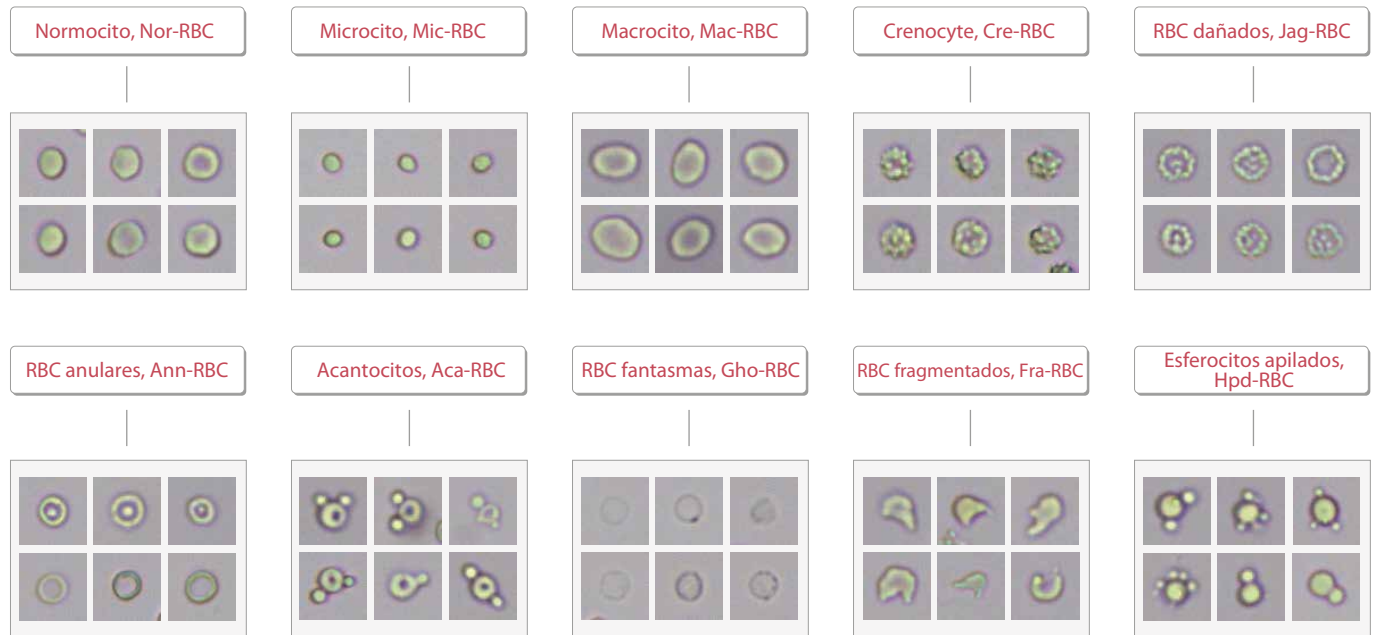 Normocito, Nor-RBC
Microcito, Mic-RBC
Macrocito, Mac-RBC
Crenocyte, Cre-RBC
RBC dañados, Jag-RBC
RBC anulares, Ann-RBC
Acantocitos, Aca-RBC
RBC fantasmas, Gho-RBC
RBC fragmentados, Fra-RBC
Esferocitos apilados,
Hpd-RBC